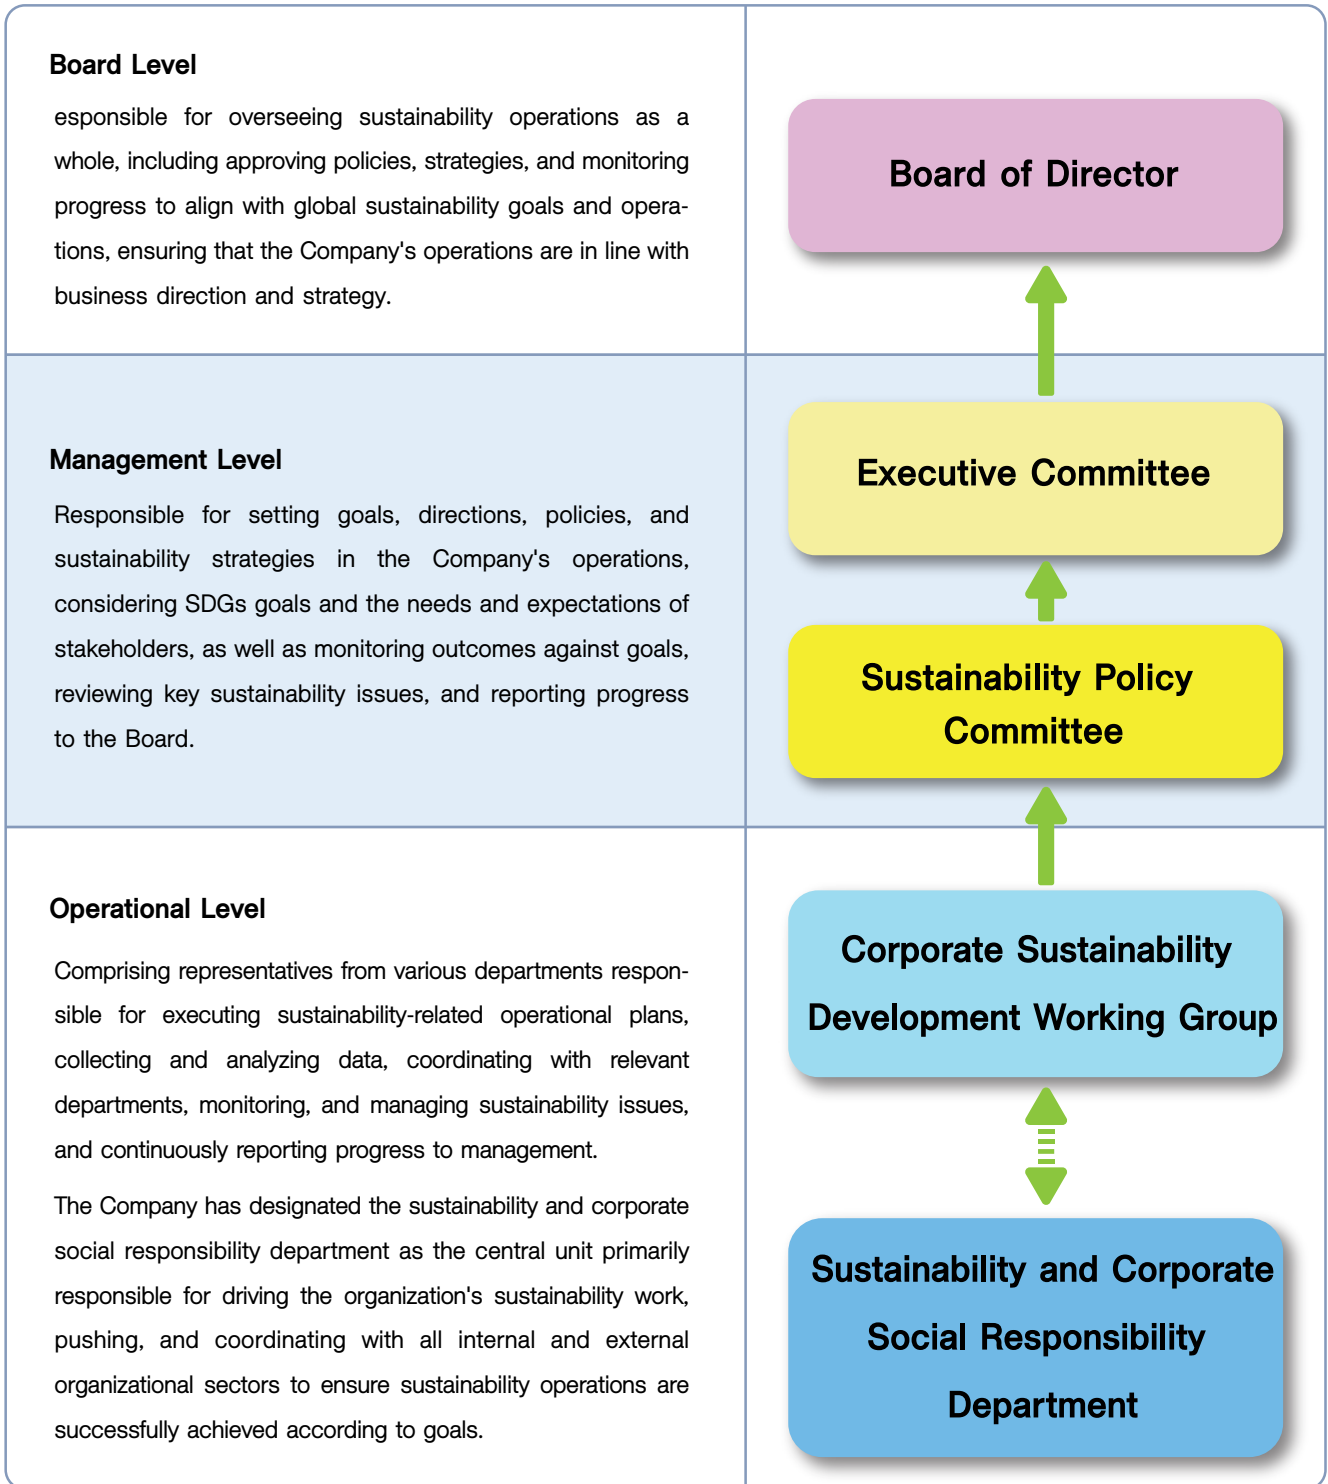 Board Level
esponsible for overseeing sustainability operations as a
whole, including approving policies, strategies, and monitoring
progress to align with global sustainability goals and opera-
tions, ensuring that the Company's operations are in line with
business direction and strategy.
Board of Director
Management Level
Responsible for setting goals, directions, policies, and
sustainability strategies in the Company's operations,
considering SDGs goals and the needs and expectations of
stakeholders, as well as monitoring outcomes against goals,
reviewing key sustainability issues, and reporting progress
to the Board.
Executive Committee
Sustainability Policy
Committee
Operational Level
Comprising representatives from various departments respon-
sible for executing sustainability-related operational plans,
collecting and analyzing data, coordinating with relevant
departments, monitoring, and managing sustainability issues,
and continuously reporting progress to management.
The Company has designated the sustainability and corporate
social responsibility department as the central unit primarily
responsible for driving the organization's sustainability work,
pushing, and coordinating with all internal and external
organizational sectors to ensure sustainability operations are
successfully achieved according to goals.
Corporate Sustainability
Development Working Group
Sustainability and Corporate
Social Responsibility
Department